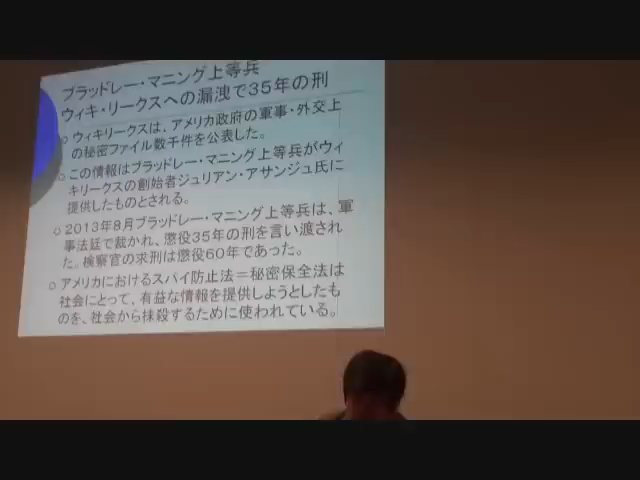 ブラッドレー・マニング上等兵
ウィキ・リークスへの漏洩で35年の刑
○ ウィキリークスは、アメリカ政府の軍事・外交上
の秘密ファイル数千件を公表した。
○ この情報はブラッドレー・マニング上等兵がウィ
キリークスの創始者ジュリアン・アサンジュ氏に
提供したものとされる。
○ 2013年8月ブラッドレー・マニング上等兵は、軍
事法廷で裁かれ、懲役35年の刑を言い渡され
た。検察官の求刑は懲役60年であった。
○ アメリカにおけるスパイ防止法＝秘密保全法は
社会にとって、有益な情報を提供しようとしたも
のを、社会から抹殺するために使われている。